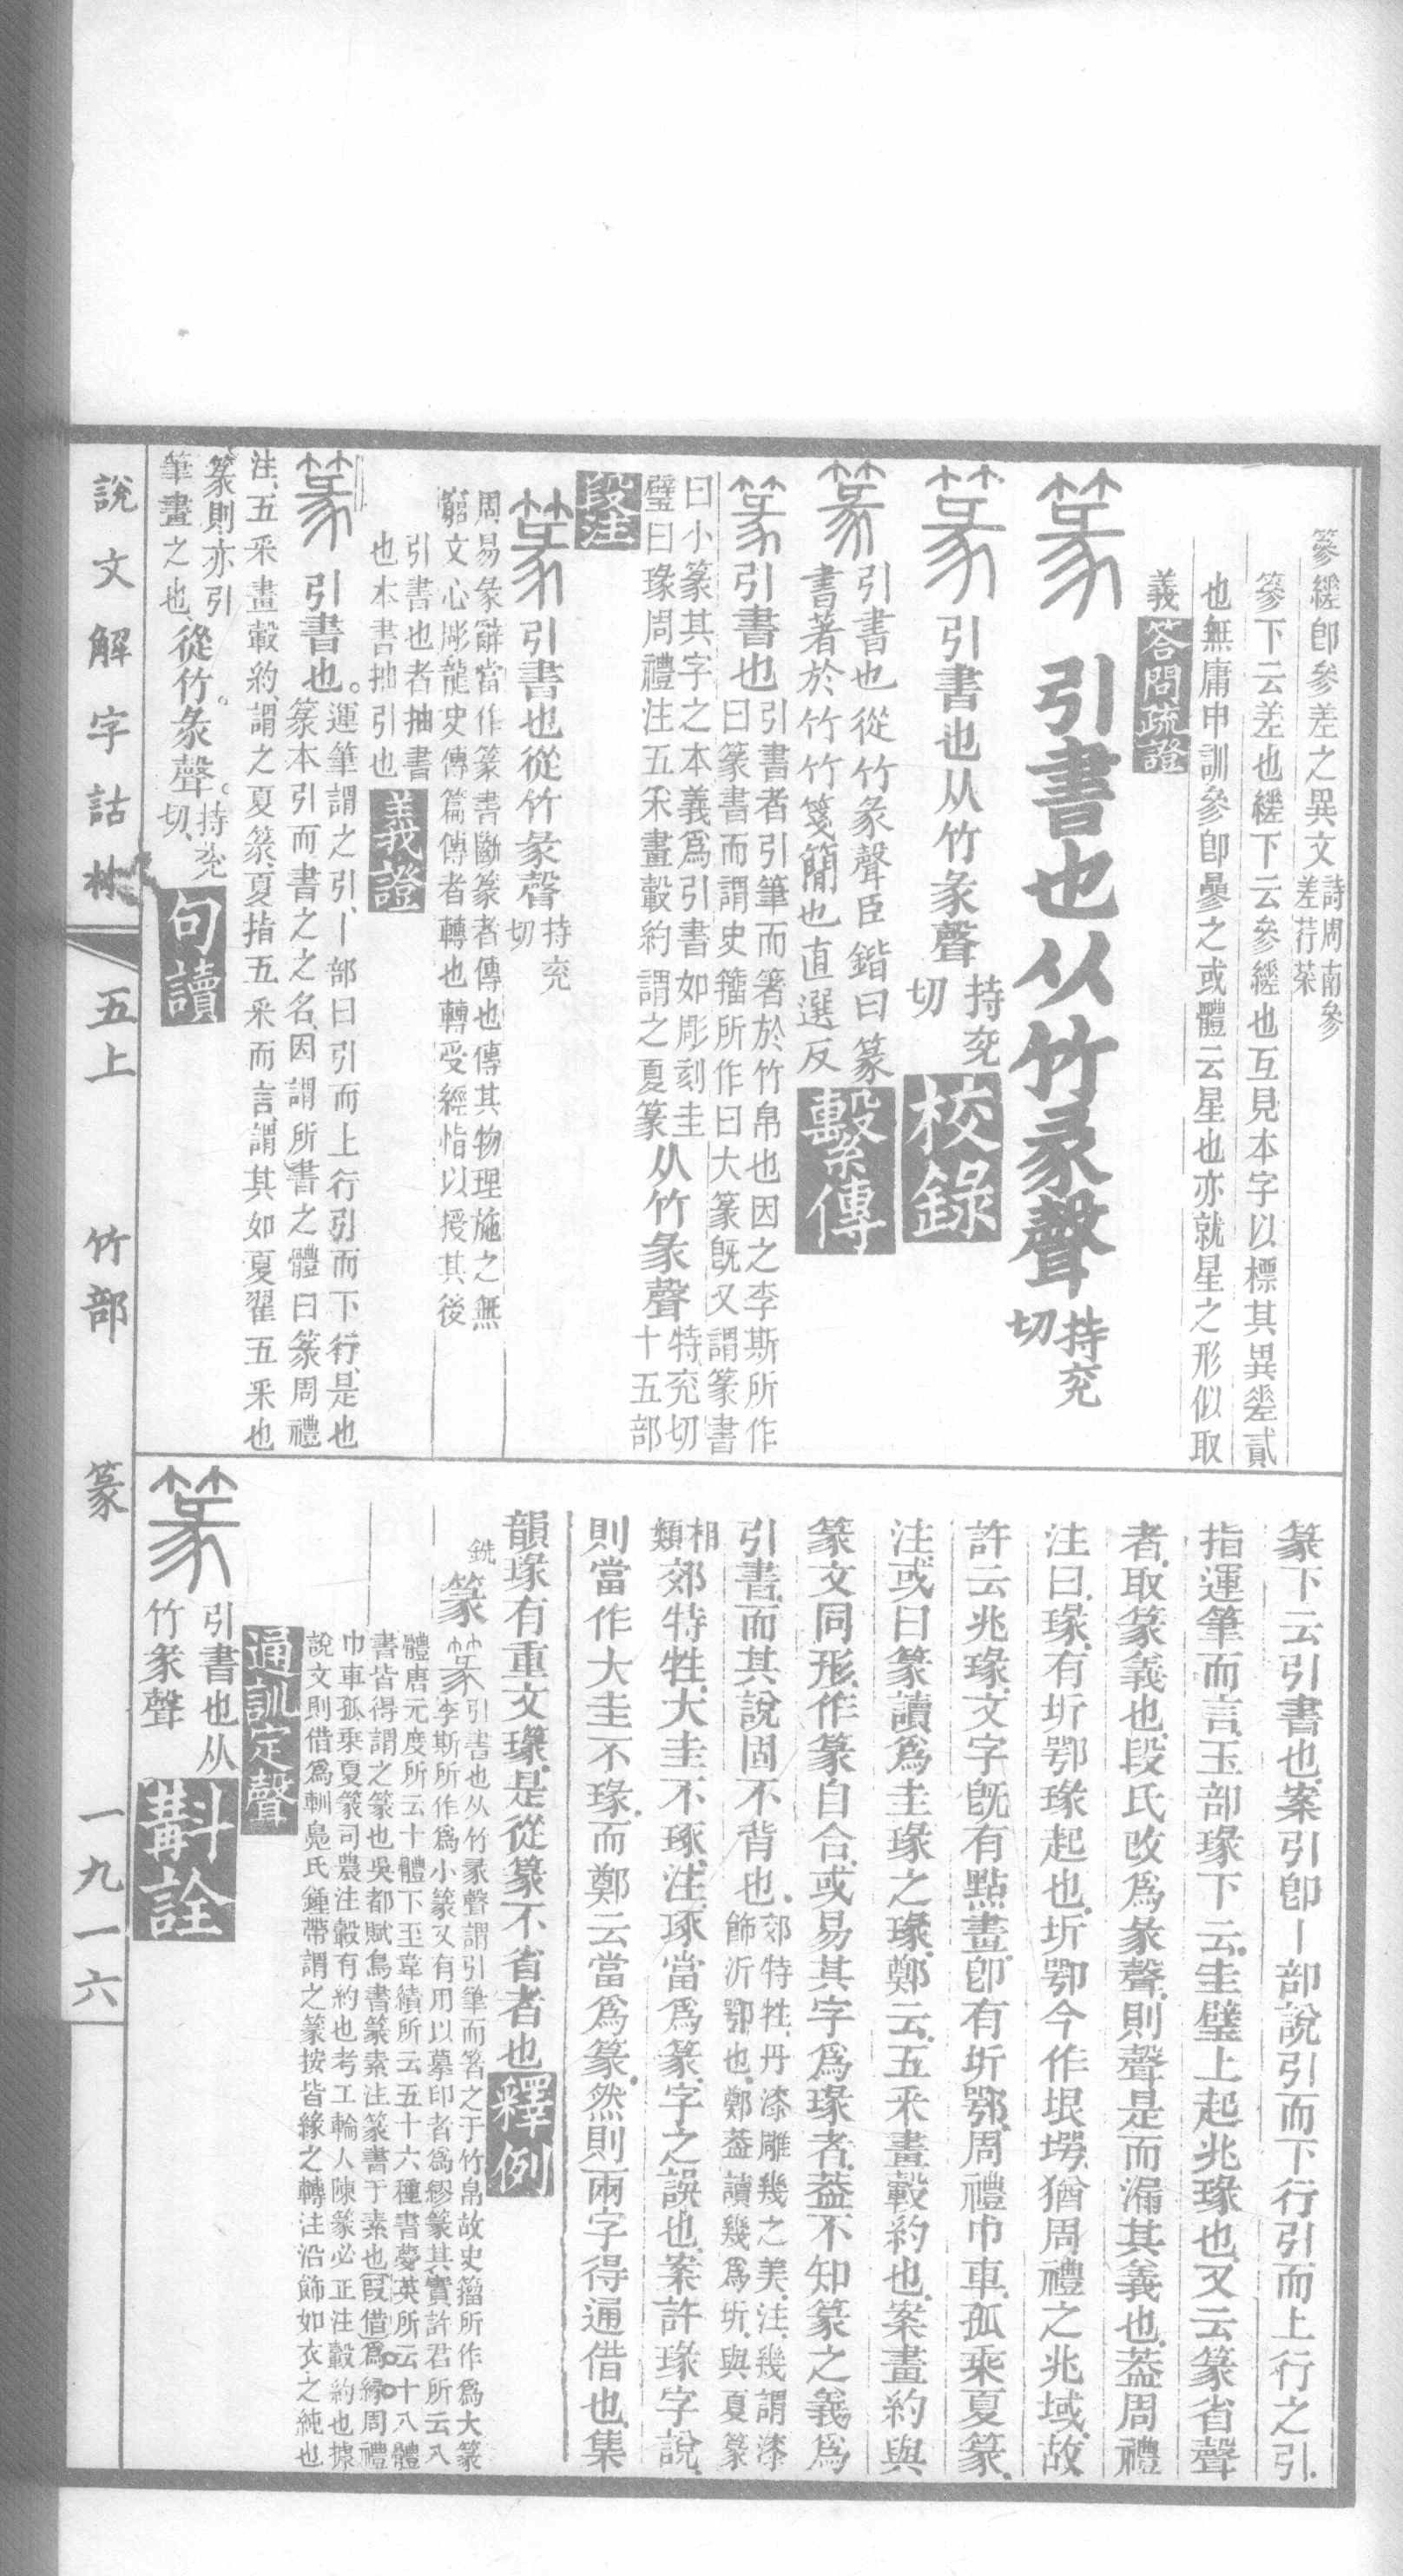 篸縒卽參差之異文詩周南參差荇菜
篸下云差也縒下云參縒也互見本字以標其異𢀩貳
也無庸申訓參卽曑之或體云星也亦就星之形似取
義答問疏證
篆引書也从竹彖聲持兖切
篆引書也从竹彖聲持兖切校錄
篆引書也從竹彖聲臣鍇曰篆書著於竹竹箋簡也直選反繫傳
篆引書也引書者引筆而箸於竹帛也因之李斯所作曰篆書而謂史籒所作曰大篆旣又謂篆書
曰小篆其字之本義爲引書如彫刻圭璧曰瑑周禮注五采畫轂約謂之夏篆从竹彖聲特兖切十五部
段注
篆引書也從竹彖聲持兖切
周易彖辭當作篆書斷篆者傳也傳其物理施之無窮文心彫龍史傳篇傳者轉也轉受經恉以授其後
引書也者抽書也本書抽引也義證
篆引書也。運筆謂之引、丨部曰引而上行引而下行、是也篆本引而書之之名、因謂所書之體曰篆周禮
注、五采畫轂約、謂之夏篆、夏指五采而言、謂其如夏翟五采也
篆則亦引筆畫之也、從竹。彖聲。持兖切、句讀
篆下云引書也、案引卽丨部說引而下行引而上行之引、
指運筆而言、玉部瑑下云、圭璧上起兆瑑也、又云篆省聲
者、取篆義也、段氏改爲彖聲、則聲是而漏其義也、葢周禮
注曰、瑑、有圻鄂瑑起也、圻鄂今作垠堮、猶周禮之兆域、故
許云兆瑑、文字旣有點畫、卽有圻鄂、周禮巾車、孤乘夏篆、
注或曰篆讀爲圭瑑之瑑、鄭云、五采畫轂約也、案畫約與
篆文同形、作篆自合、或易其字爲瑑者、葢不知篆之義爲
引書、而其說固不背也、郊特牲、丹漆雕幾之美、注、幾謂漆飾沂鄂也、鄭葢讀幾爲圻、與夏篆
相類郊特牲、大圭不琢、注、琢當爲篆、字之誤也、案許瑑字說、
則當作大圭不瑑、而鄭云當爲篆、然則兩字得通借也、集
韻瑑有重文瑑、是從篆不省者也釋例
銑
篆篆引書也从竹彖聲謂引筆而箸之于竹帛故史籒所作爲大篆李斯所作爲小篆又有用以摹印者爲繆篆其實許君所云八
體唐元度所云十體下至韋績所云五十六種書夢英所云十八體書皆得謂之篆也吳都賦鳥書篆素注篆書于素也(叚借)爲緣周禮
巾車孤乘夏篆司農注轂有約也考工輪人陳篆必正注轂約也據說文則借爲軔鳧氏鍾帶謂之篆按皆緣之轉注沿飾如衣之純也
通訓定聲
篆引書也从竹彖聲斠詮
說文解字詁林 五上 竹部 篆 一九一六